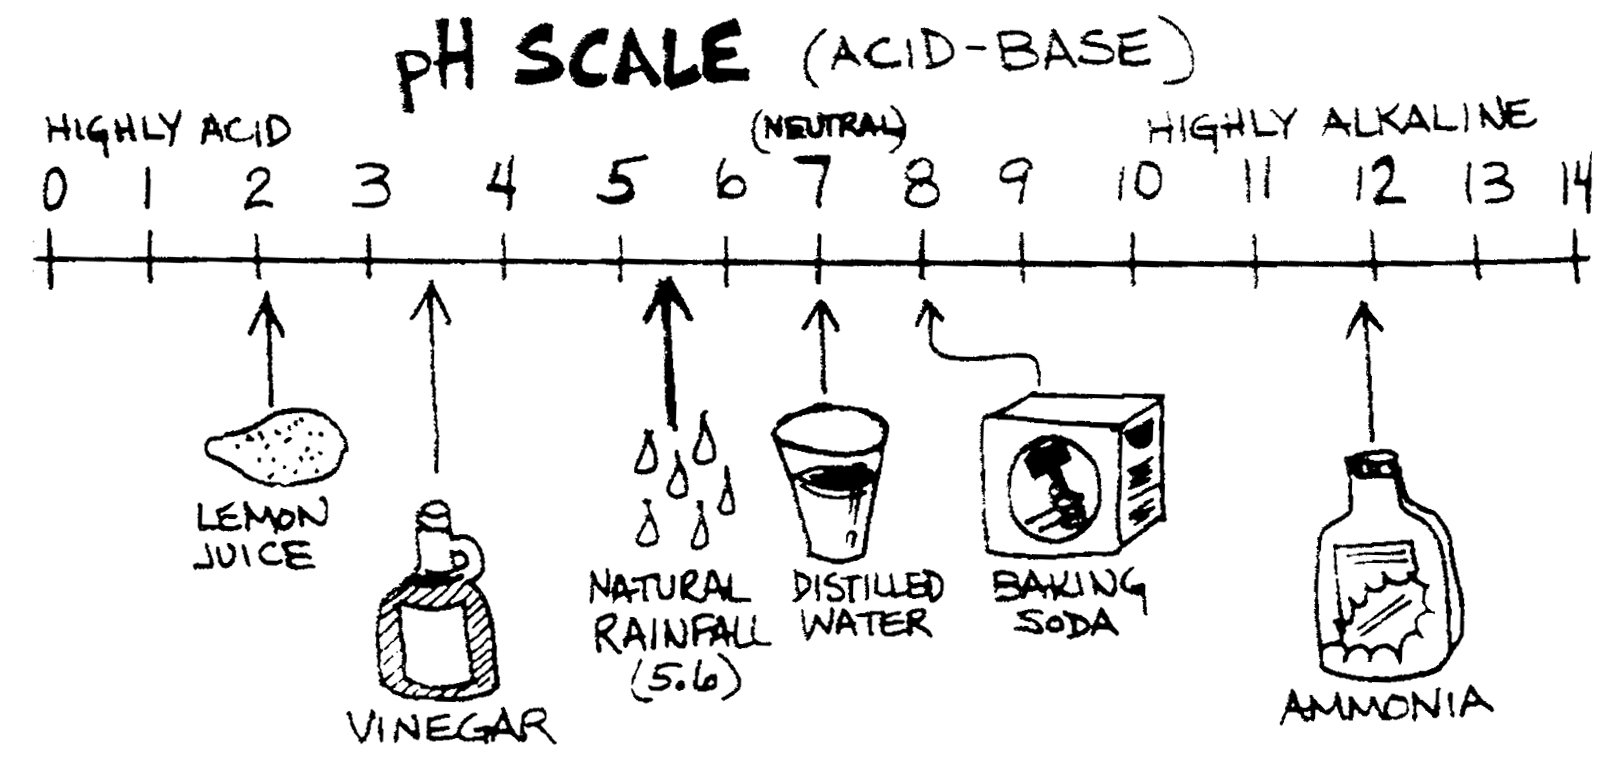 pH SCALE (ACID-BASE)
HIGHLY ACID (NEUTRAL) HIGHLY ALKALINE
0 1 2 3 4 5 6 7 8 9 10 11 12 13 14
LEMON
JUICE
VINEGAR
NATURAL
RAINFALL
(5.6)
DISTILLED
WATER
BAKING
SODA
AMMONIA